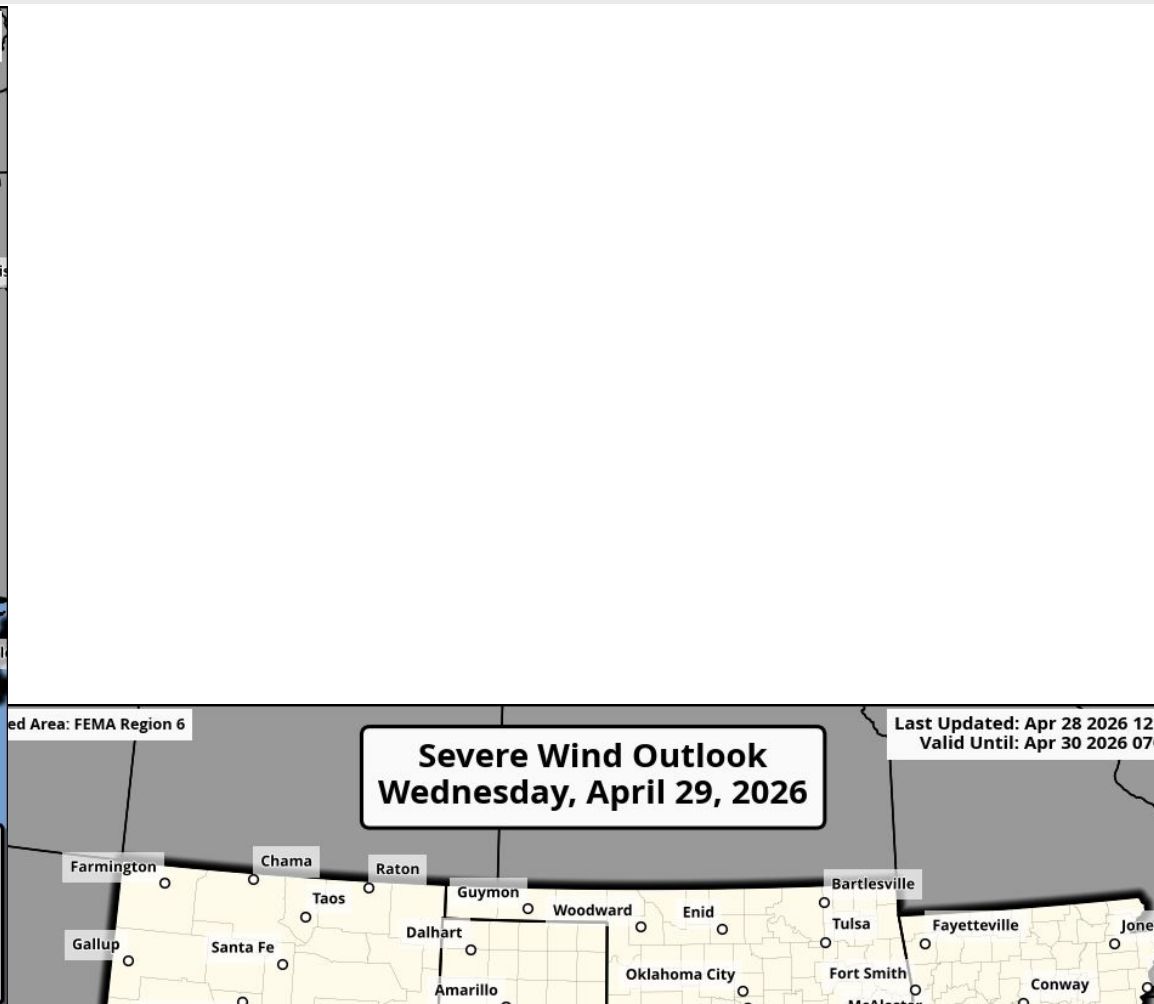 ed Area: FEMA Region 6
Severe Wind Outlook
Wednesday, April 29, 2026
Last Updated: Apr 28 2026 12
Valid Until: Apr 30 2026 07
Farmington
Chama
Raton
Taos
Guymon
Woodward
Enid
Bartlesville
Tulsa
Fayetteville
Jone
Gallup
Santa Fe
Dalhart
Oklahoma City
Fort Smith
Amarillo
Conway
McAlester